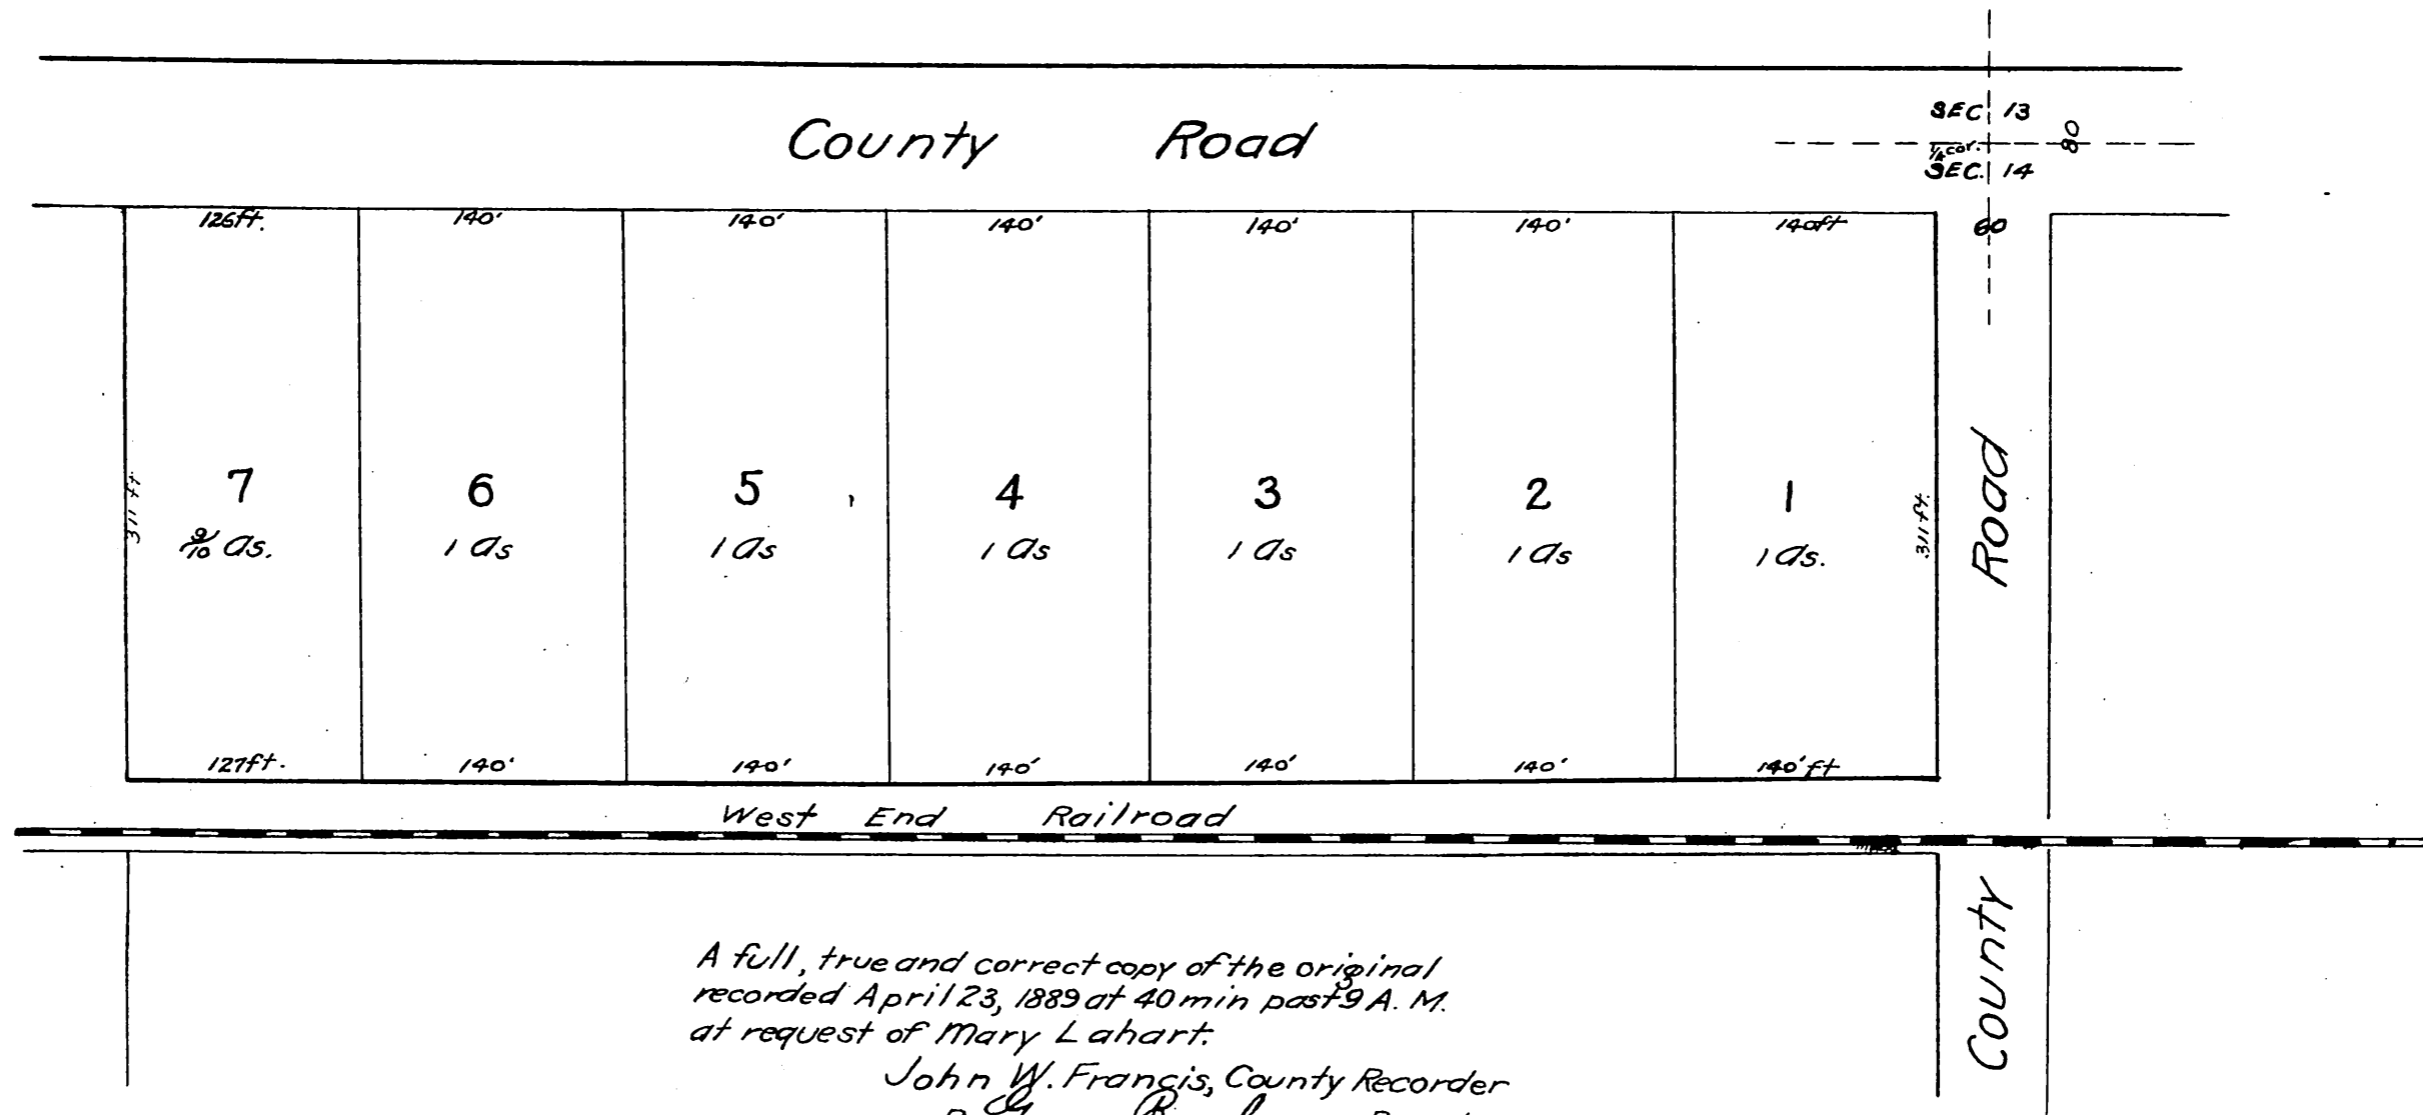 County Road
SEC. 13
1/4 cor.
80
SEC. 14
126ft. 140' 140' 140' 140' 140' 140ft 60
7 6 5 4 3 2 1
9/10 As. 1 As 1 As 1 As 1 As 1 As 1 As.
311 ft
311 ft.
County Road
127ft. 140' 140' 140' 140' 140' 140'ft
West End Railroad
A full, true and correct copy of the original
recorded April 23, 1889 at 40 min past 9 A. M.
at request of Mary Lahart.
John W. Francis, County Recorder